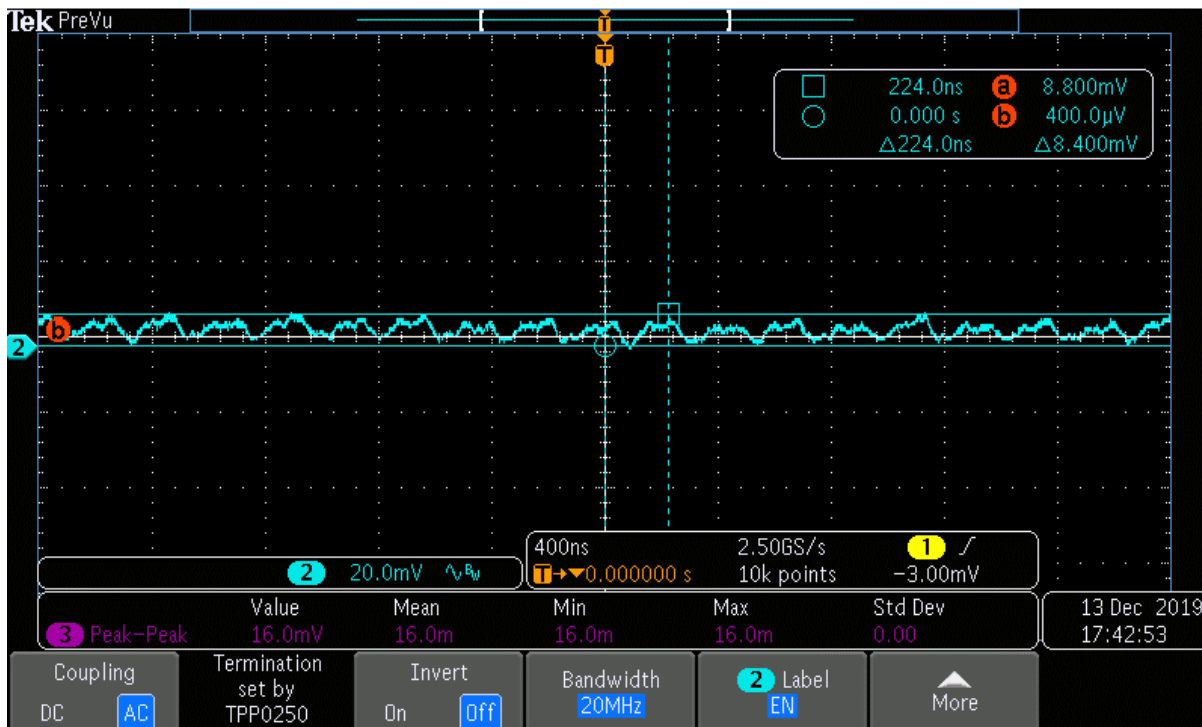 Tek PreVu
T
T
224.0ns a 8.800mV
0.000 s b 400.0µV
Δ224.0ns Δ8.400mV
b
2
2 20.0mV BW
400ns 2.50GS/s 1
T→▼0.000000 s 10k points −3.00mV
Value Mean Min Max Std Dev
3 Peak−Peak 16.0mV 16.0m 16.0m 16.0m 0.00
13 Dec 2019
17:42:53
Coupling
DC AC
Termination
set by
TPP0250
Invert
On Off
Bandwidth
20MHz
2 Label
EN
More